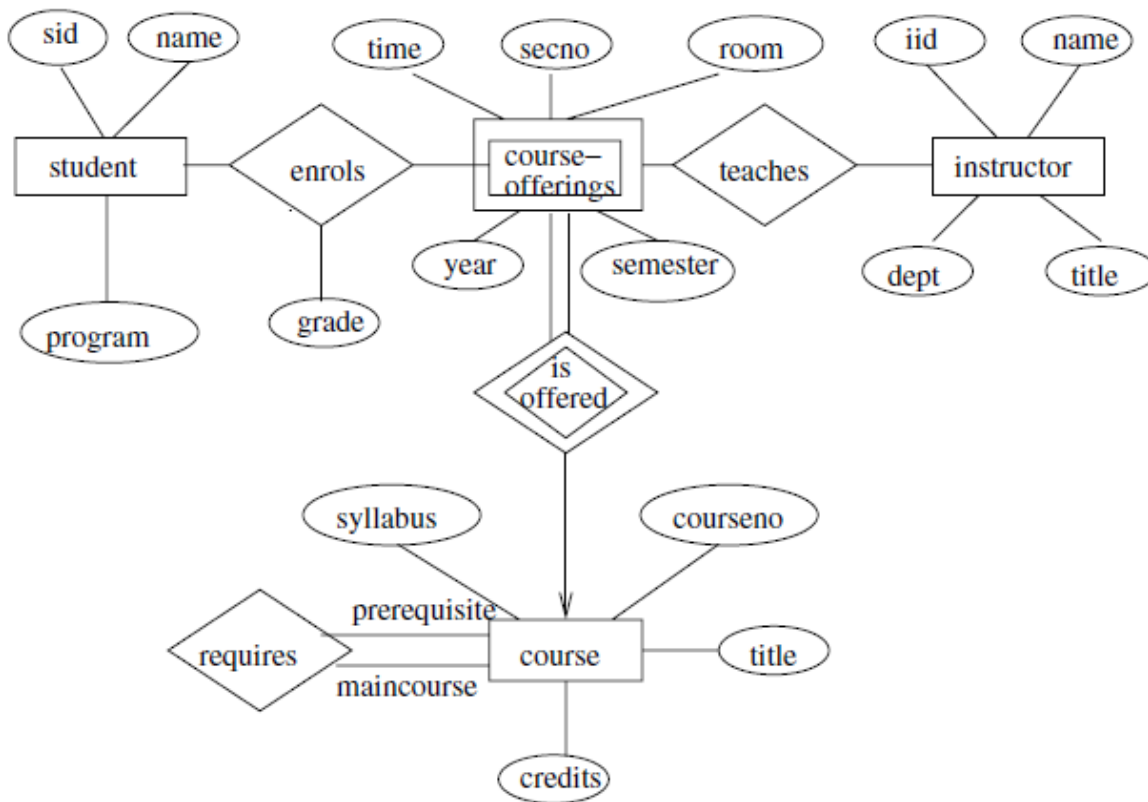 sid
name
time
secno
room
iid
name
student
enrols
course–
offerings
teaches
instructor
year
semester
dept
title
program
grade
is
offered
syllabus
courseno
prerequisite
requires
course
title
maincourse
credits